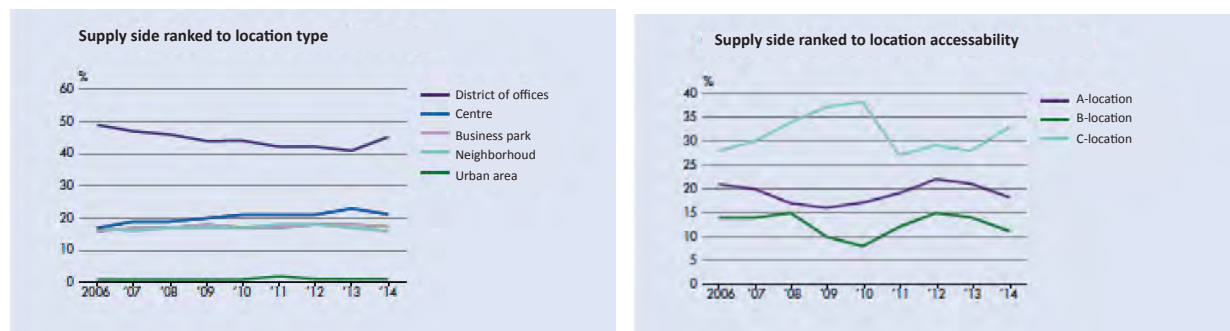 Supply side ranked to location type
%
60
50
40
30
20
10
0
2006 '07 '08 '09 '10 '11 '12 '13 '14
District of offices
Centre
Business park
Neighborhoud
Urban area
Supply side ranked to location accessability
%
40
35
30
25
20
15
10
5
0
2006 '07 '08 '09 '10 '11 '12 '13 '14
A-location
B-location
C-location